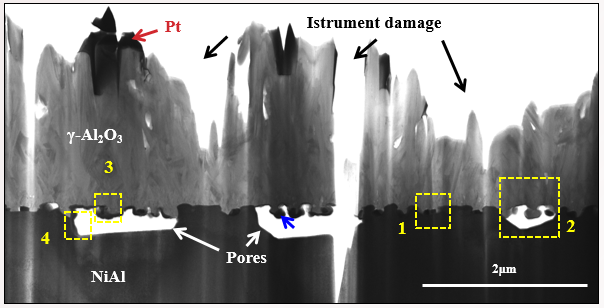 Istrument damage
Pt
γ-Al₂O₃
3
4
1
2
Pores
NiAl
2μm